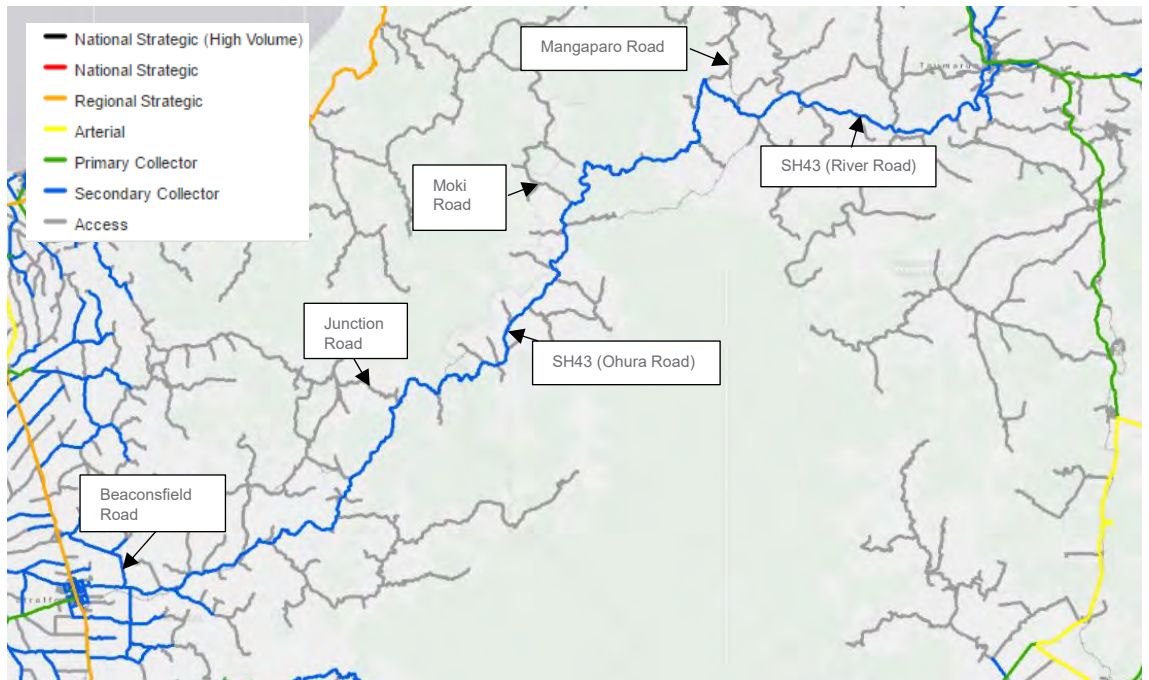 National Strategic (High Volume)
National Strategic
Regional Strategic
Arterial
Primary Collector
Secondary Collector
Access
Mangaparo Road
SH43 (River Road)
Moki
Road
Junction
Road
SH43 (Ohura Road)
Beaconsfield
Road